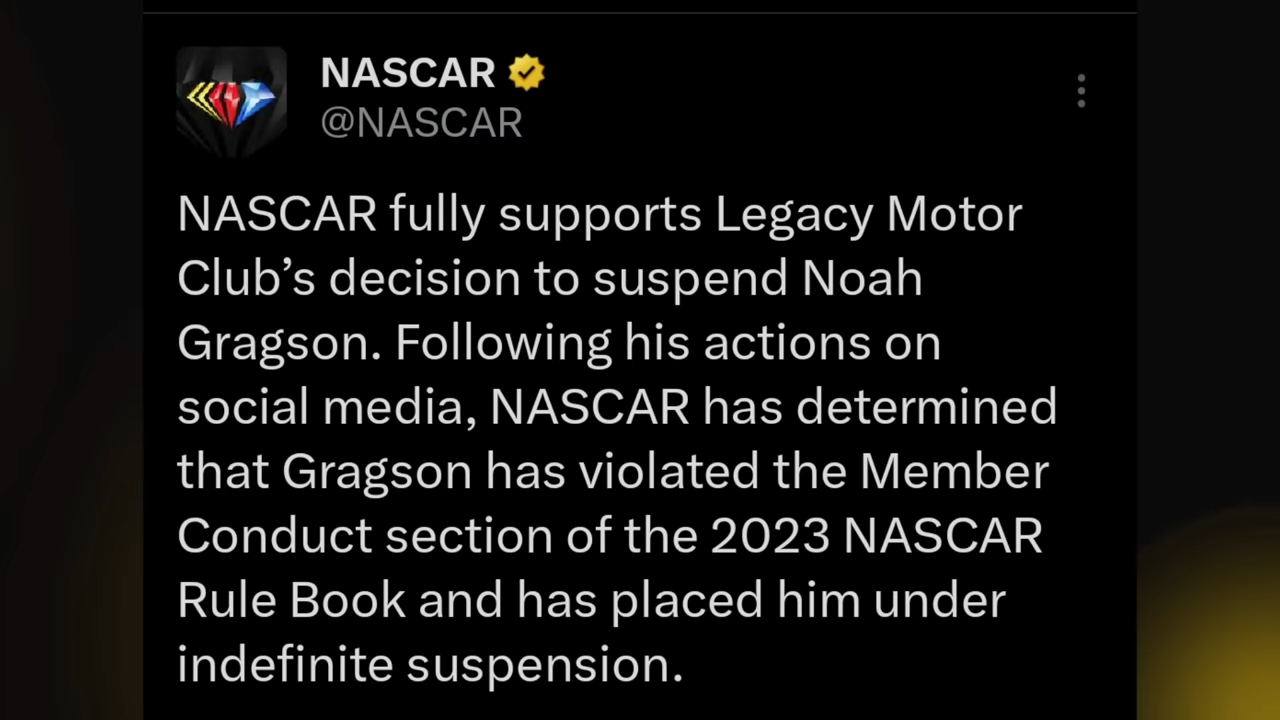 NASCAR
@NASCAR
NASCAR fully supports Legacy Motor
Club’s decision to suspend Noah
Gragson. Following his actions on
social media, NASCAR has determined
that Gragson has violated the Member
Conduct section of the 2023 NASCAR
Rule Book and has placed him under
indefinite suspension.